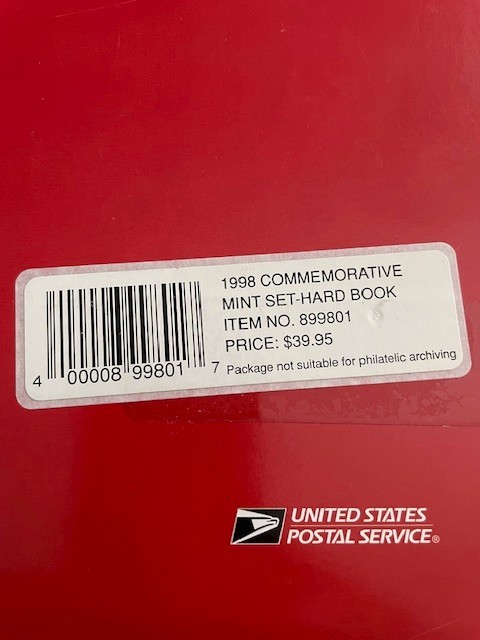 1998 COMMEMORATIVE
MINT SET-HARD BOOK
ITEM NO. 899801
PRICE: $39.95
Package not suitable for philatelic archiving
4 00008 99801 7
UNITED STATES
POSTAL SERVICE®